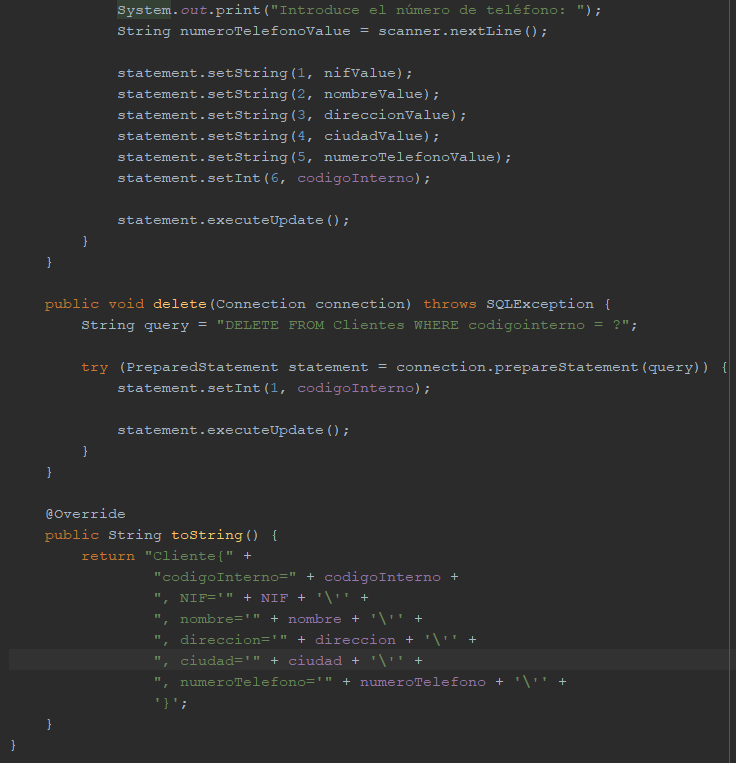 System.out.print("Introduce el número de teléfono: ");
String numeroTelefonoValue = scanner.nextLine();
statement.setString(1, nifValue);
statement.setString(2, nombreValue);
statement.setString(3, direccionValue);
statement.setString(4, ciudadValue);
statement.setString(5, numeroTelefonoValue);
statement.setInt(6, codigoInterno);
statement.executeUpdate();
}
}
public void delete(Connection connection) throws SQLException {
String query = "DELETE FROM Clientes WHERE codigointerno = ?";
try (PreparedStatement statement = connection.prepareStatement(query)) {
statement.setInt(1, codigoInterno);
statement.executeUpdate();
}
}
@Override
public String toString() {
return "Cliente{" +
"codigoInterno=" + codigoInterno +
", NIF='" + NIF + '\'' +
", nombre='" + nombre + '\'' +
", direccion='" + direccion + '\'' +
", ciudad='" + ciudad + '\'' +
", numeroTelefono='" + numeroTelefono + '\'' +
'}';
}
}